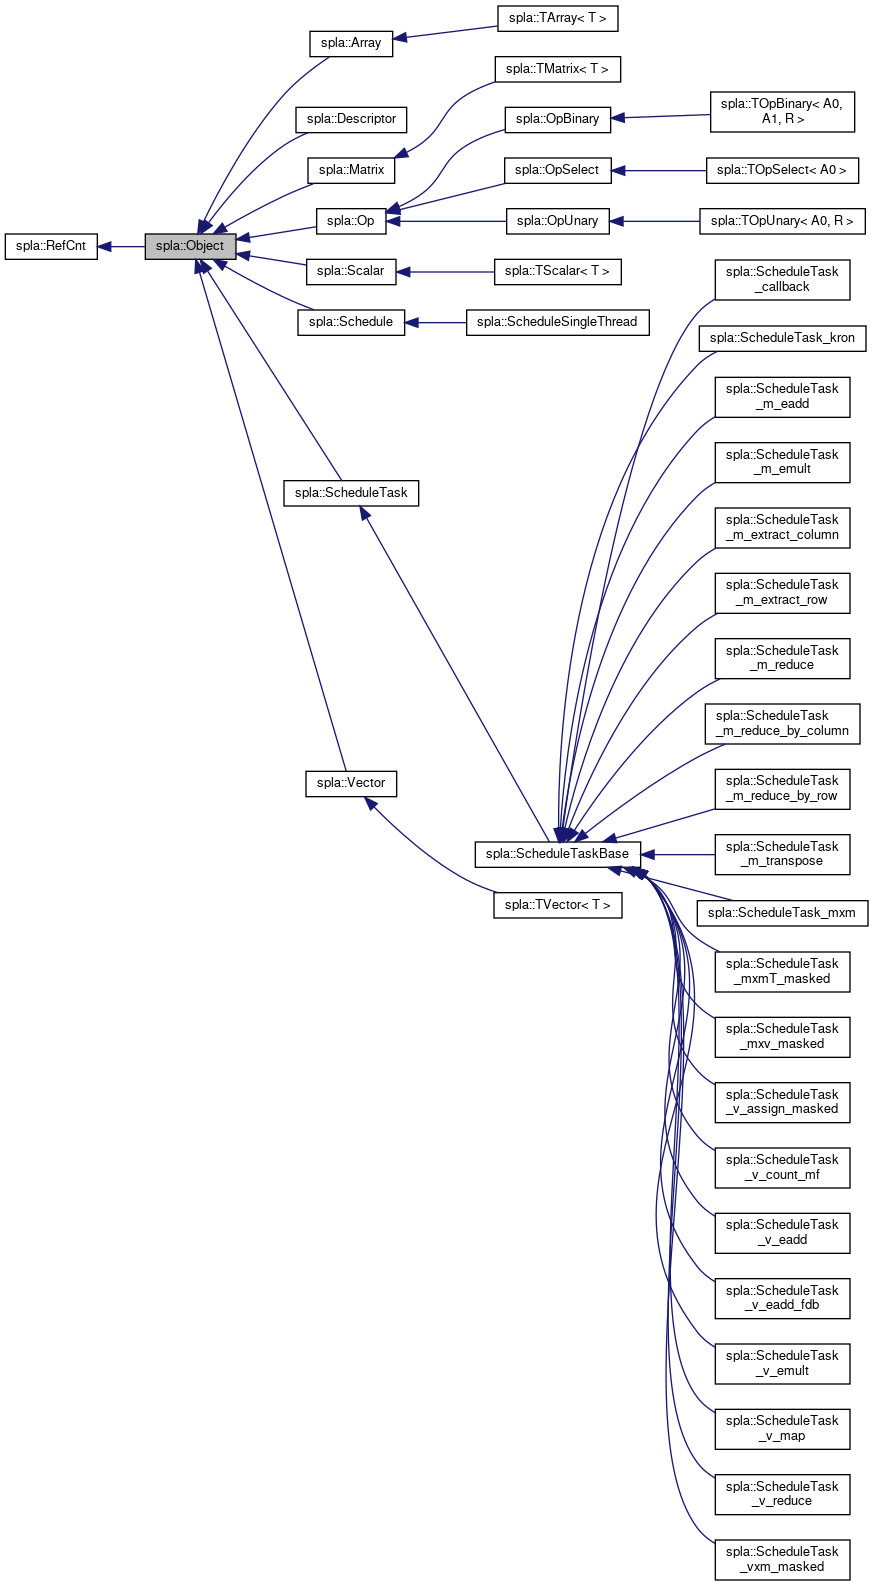 spla::TArray< T >
spla::Array
spla::TMatrix< T >
spla::Descriptor
spla::OpBinary
spla::TOpBinary< A0,
A1, R >
spla::Matrix
spla::OpSelect
spla::TOpSelect< A0 >
spla::Op
spla::OpUnary
spla::TOpUnary< A0, R >
spla::RefCnt
spla::Object
spla::Scalar
spla::TScalar< T >
spla::ScheduleTask
_callback
spla::Schedule
spla::ScheduleSingleThread
spla::ScheduleTask_kron
spla::ScheduleTask
_m_eadd
spla::ScheduleTask
_m_emult
spla::ScheduleTask
spla::ScheduleTask
_m_extract_column
spla::ScheduleTask
_m_extract_row
spla::ScheduleTask
_m_reduce
spla::ScheduleTask
_m_reduce_by_column
spla::Vector
spla::ScheduleTask
_m_reduce_by_row
spla::ScheduleTaskBase
spla::ScheduleTask
_m_transpose
spla::TVector< T >
spla::ScheduleTask_mxm
spla::ScheduleTask
_mxmT_masked
spla::ScheduleTask
_mxv_masked
spla::ScheduleTask
_v_assign_masked
spla::ScheduleTask
_v_count_mf
spla::ScheduleTask
_v_eadd
spla::ScheduleTask
_v_eadd_fdb
spla::ScheduleTask
_v_emult
spla::ScheduleTask
_v_map
spla::ScheduleTask
_v_reduce
spla::ScheduleTask
_vxm_masked